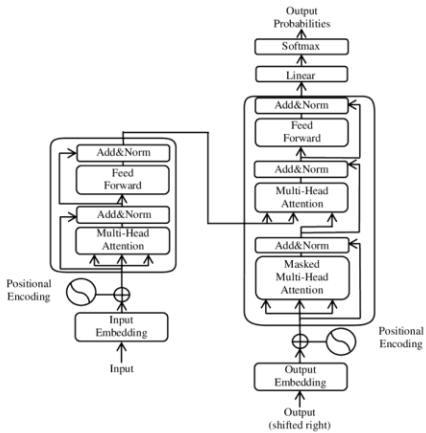 Output
Probabilities
Softmax
Linear
Add&Norm
Feed
Forward
Add&Norm
Multi-Head
Attention
Add&Norm
Masked
Multi-Head
Attention
Positional
Encoding
Output
Embedding
Output
(shifted right)
Add&Norm
Feed
Forward
Add&Norm
Multi-Head
Attention
Positional
Encoding
Input
Embedding
Input